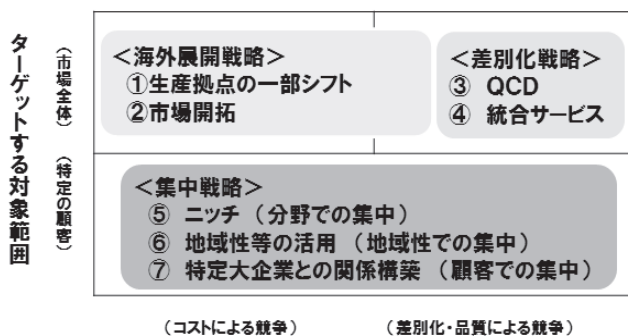 ターゲットする対象範囲
（市場全体）
（特定の顧客）
＜海外展開戦略＞
①生産拠点の一部シフト
②市場開拓
＜差別化戦略＞
③ QCD
④ 統合サービス
＜集中戦略＞
⑤ ニッチ（分野での集中）
⑥ 地域性等の活用（地域性での集中）
⑦ 特定大企業との関係構築（顧客での集中）
（コストによる競争）
（差別化・品質による競争）